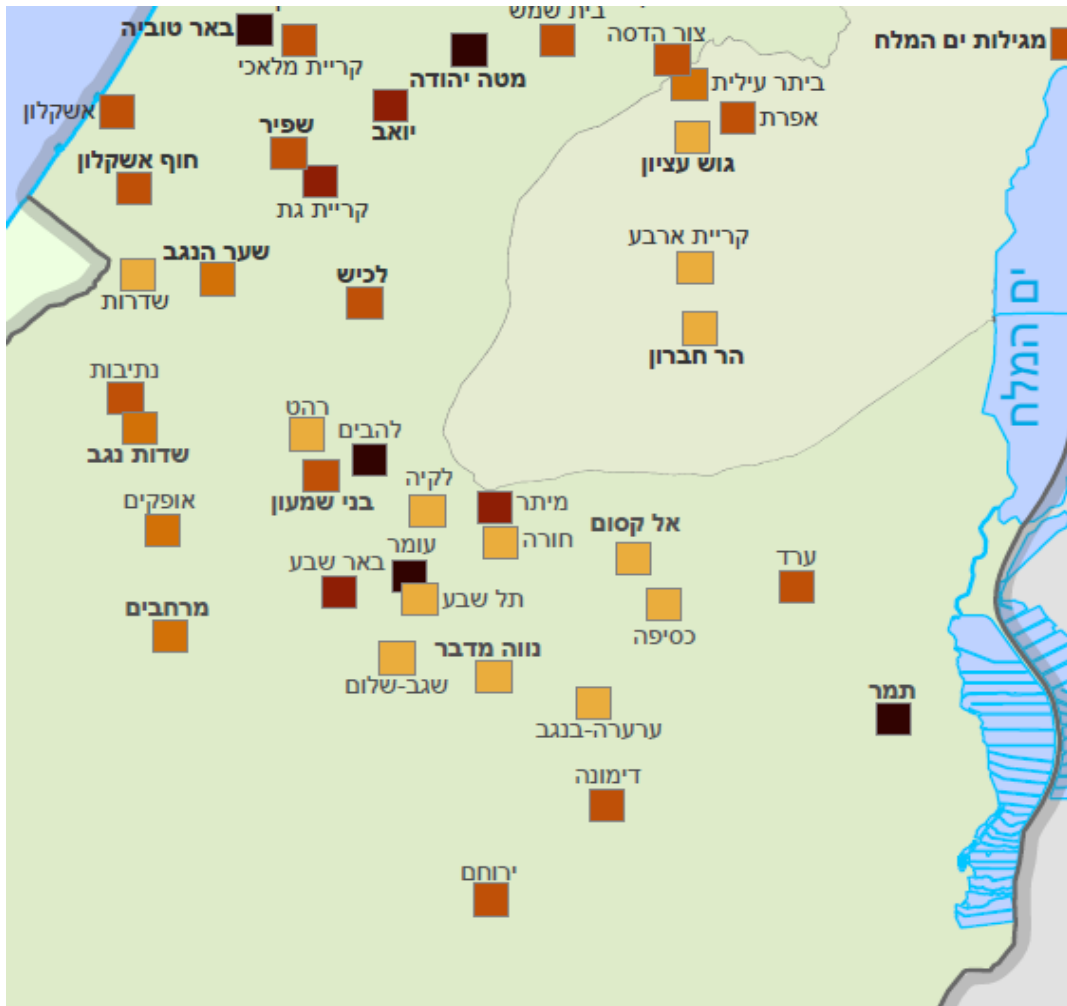 בית שמש
באר טוביה
צור הדסה
מגילות ים המלח
קריית מלאכי
מטה יהודה
ביתר עילית
אשקלון
אפרת
שפיר
יואב
חוף אשקלון
גוש עציון
קריית גת
קריית ארבע
שער הנגב
לכיש
שדרות
הר חברון
ים המלח
נתיבות
רהט
להבים
שדות נגב
לקיה
אופקים
בני שמעון
מיתר
אל קסום
חורה
עומר
באר שבע
ערד
תל שבע
מרחבים
כסיפה
נווה מדבר
שגב-שלום
תמר
ערערה-בנגב
דימונה
ירוחם